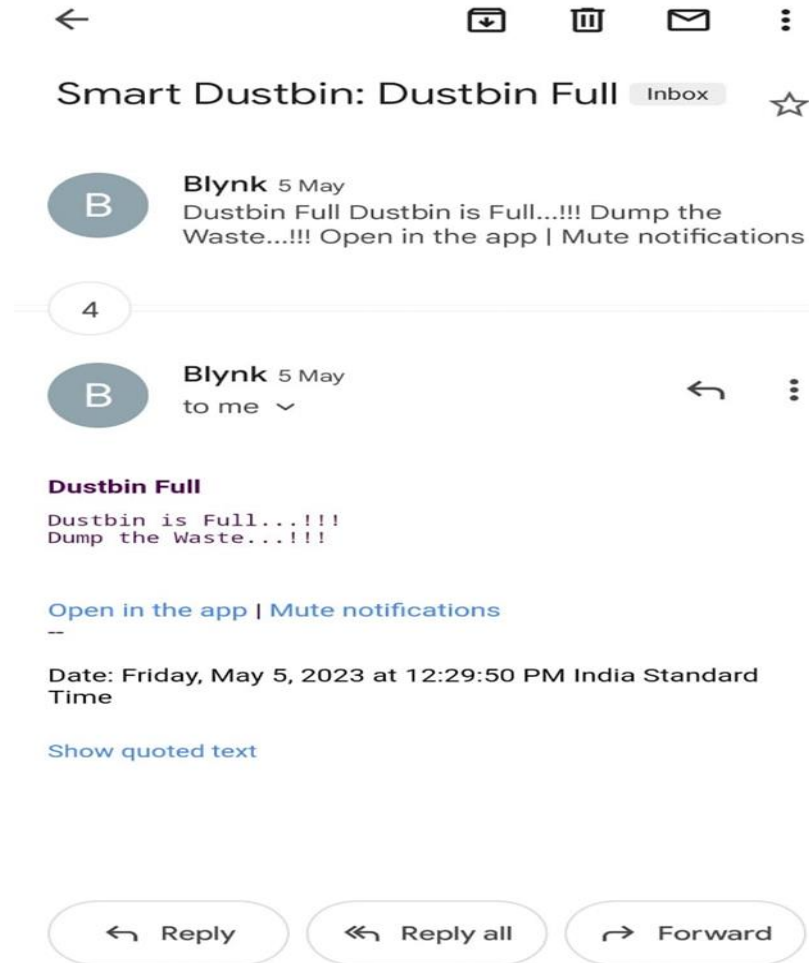 Smart Dustbin: Dustbin Full Inbox
B
Blynk 5 May
Dustbin Full Dustbin is Full...!!! Dump the
Waste...!!! Open in the app | Mute notifications
4
B
Blynk 5 May
to me
Dustbin Full
Dustbin is Full...!!!
Dump the Waste...!!!
Open in the app | Mute notifications
--
Date: Friday, May 5, 2023 at 12:29:50 PM India Standard
Time
Show quoted text
Reply Reply all Forward